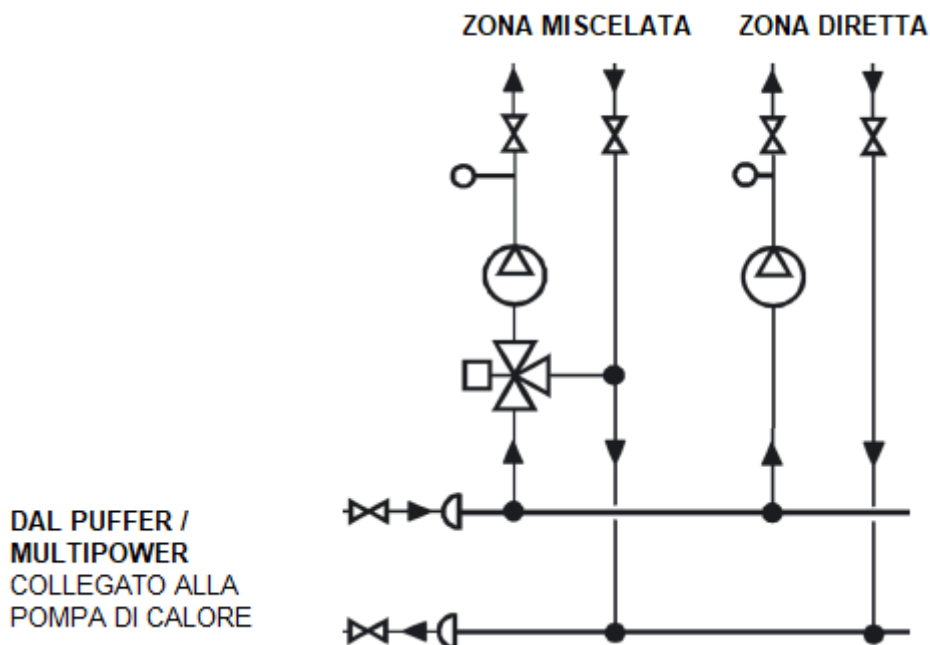 ZONA MISCELATA
ZONA DIRETTA
DAL PUFFER /
MULTIPOWER
COLLEGATO ALLA
POMPA DI CALORE